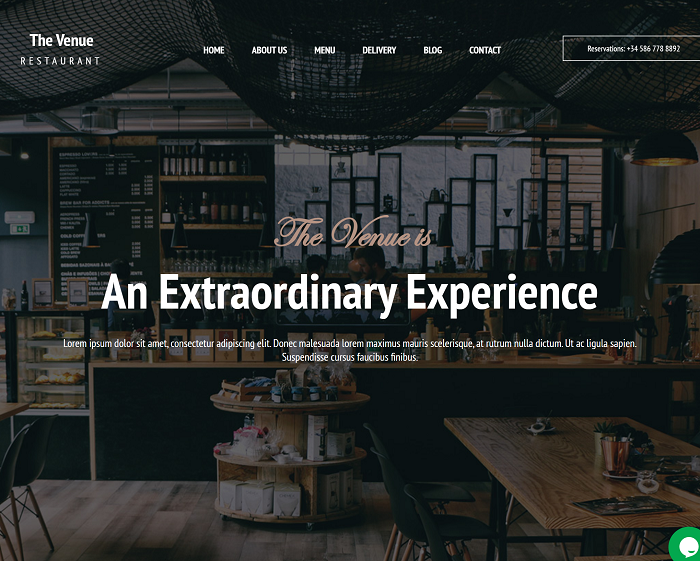 The Venue
RESTAURANT
HOME
ABOUT US
MENU
DELIVERY
BLOG
CONTACT
Reservations: +34 586 778 8892
The Venue is
An Extraordinary Experience
Lorem ipsum dolor sit amet, consectetur adipiscing elit. Donec malesuada lorem maximus mauris scelerisque, at rutrum nulla dictum. Ut ac ligula sapien.
Suspendisse cursus faucibus finibus.